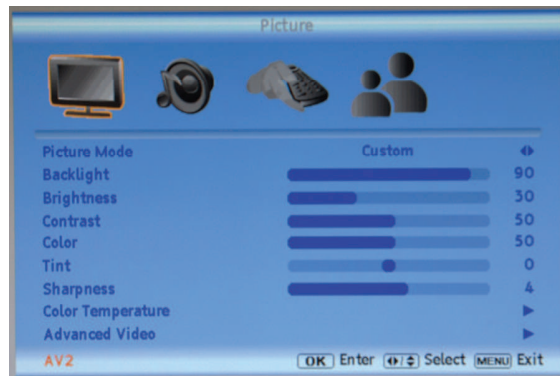 Picture
Picture Mode Custom
Backlight 90
Brightness 30
Contrast 50
Color 50
Tint 0
Sharpness 4
Color Temperature
Advanced Video
AV2 OK Enter Select MENU Exit